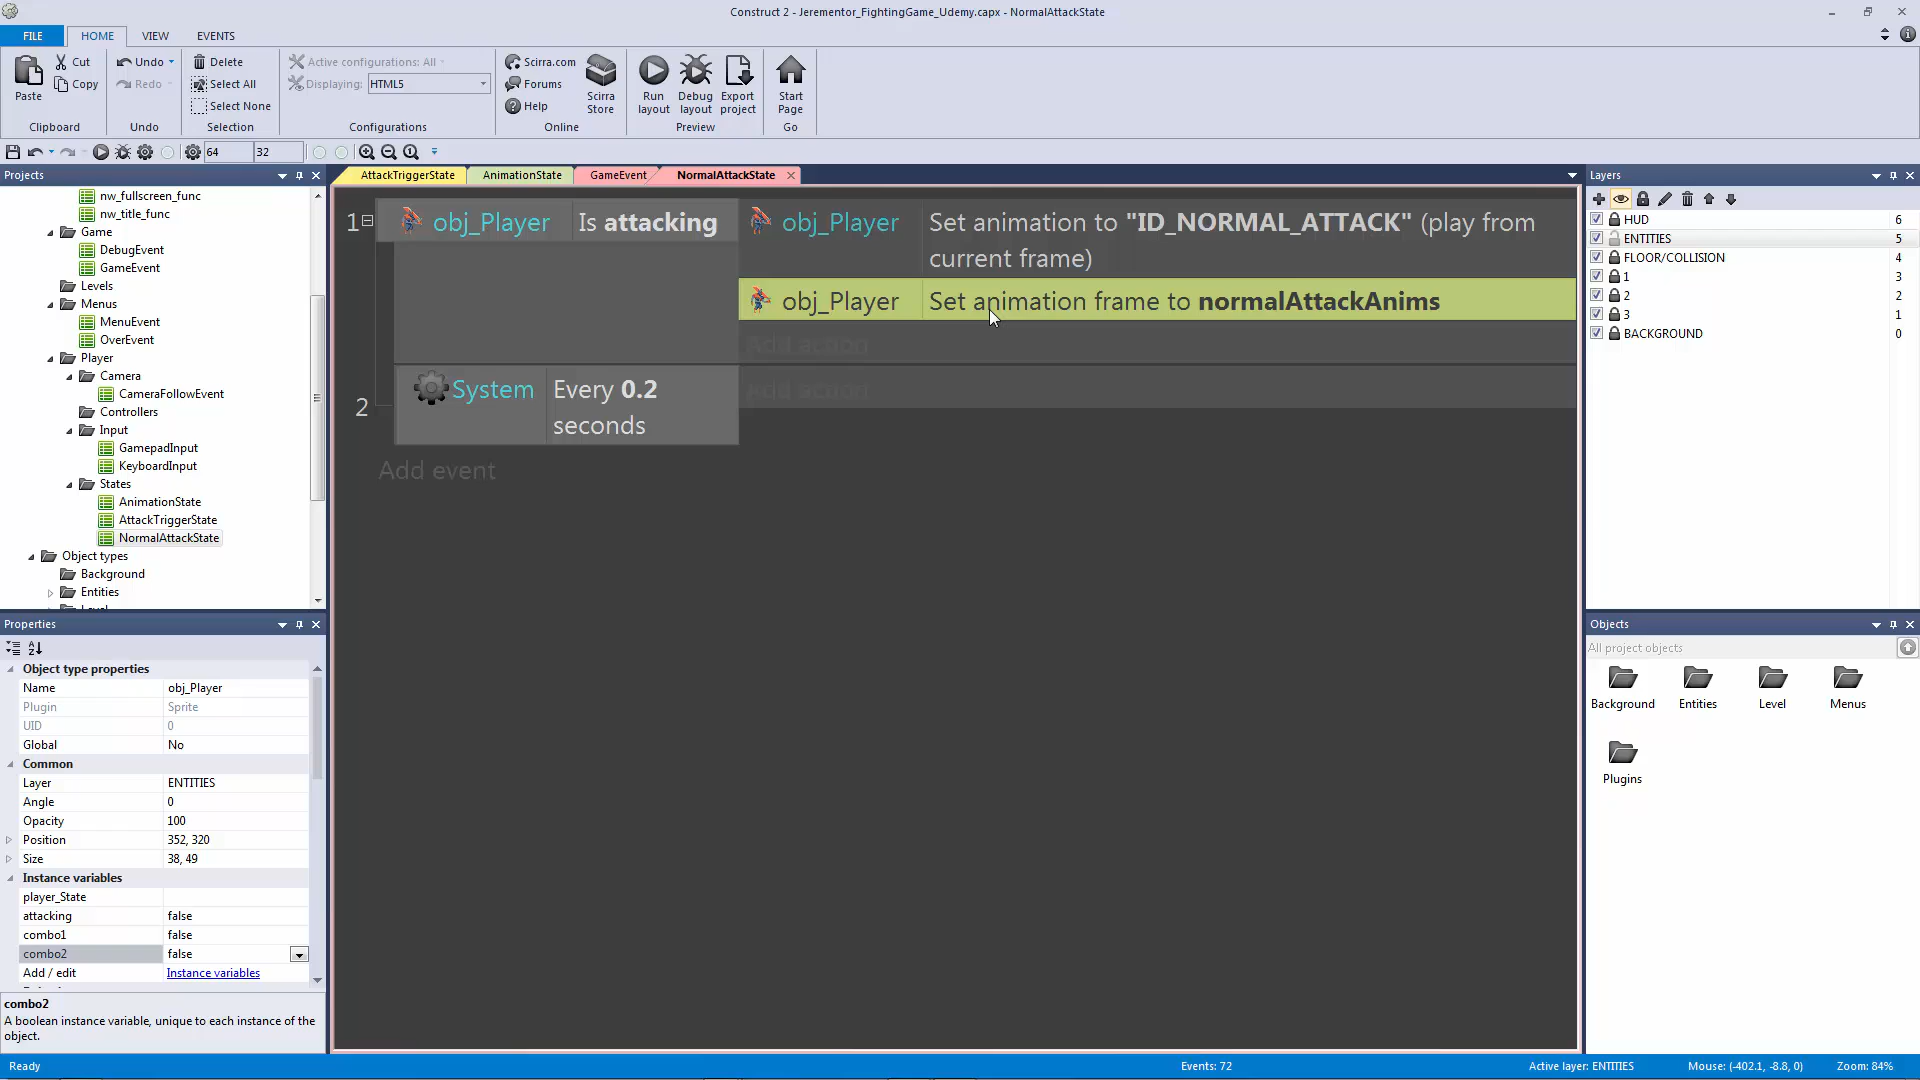 Construct 2 - Jerementor_FightingGame_Udemy.capx - NormalAttackState
FILE
HOME
VIEW
EVENTS
Paste
Cut
Copy
Clipboard
Undo
Redo
Undo
Delete
Select All
Select None
Selection
Active configurations: All
Displaying:
HTML5
Configurations
Scirra.com
Forums
Help
Scirra Store
Online
Run layout
Debug layout
Export project
Preview
Start Page
Go
64
32
Projects
nw_fullscreen_func
nw_title_func
Game
DebugEvent
GameEvent
Levels
Menus
MenuEvent
OverEvent
Player
Camera
CameraFollowEvent
Controllers
Input
GamepadInput
KeyboardInput
States
AnimationState
AttackTriggerState
NormalAttackState
Object types
Background
Entities
Properties
Object type properties
Name obj_Player
Plugin Sprite
UID 0
Global No
Common
Layer ENTITIES
Angle 0
Opacity 100
Position 352, 320
Size 38, 49
Instance variables
player_State
attacking false
combo1 false
combo2 false
Add / edit Instance variables
combo2
A boolean instance variable, unique to each instance of the
object.
AttackTriggerState
AnimationState
GameEvent
NormalAttackState
1
obj_Player Is attacking
obj_Player Set animation to "ID_NORMAL_ATTACK" (play from
current frame)
obj_Player Set animation frame to normalAttackAnims
Add action
2
System Every 0.2
seconds
Add action
Add event
Layers
HUD 6
ENTITIES 5
FLOOR/COLLISION 4
1 3
2 2
3 1
BACKGROUND 0
Objects
All project objects
Background
Entities
Level
Menus
Plugins
Ready
Events: 72
Active layer: ENTITIES
Mouse: (-402.1, -8.8, 0)
Zoom: 84%